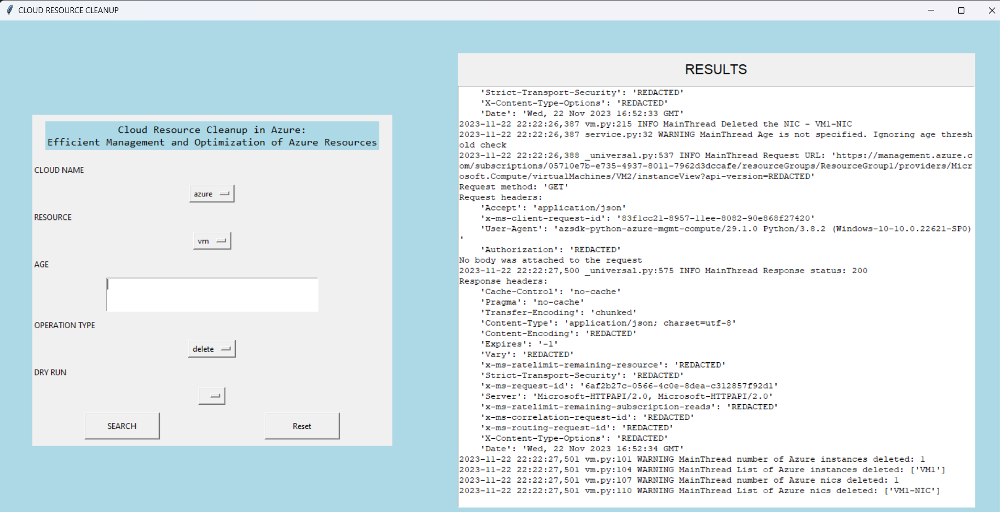 CLOUD RESOURCE CLEANUP
Cloud Resource Cleanup in Azure:
Efficient Management and Optimization of Azure Resources
CLOUD NAME
azure
RESOURCE
vm
AGE
OPERATION TYPE
delete
DRY RUN
SEARCH
Reset
RESULTS
'Strict-Transport-Security': 'REDACTED'
'X-Content-Type-Options': 'REDACTED'
'Date': 'Wed, 22 Nov 2023 16:52:33 GMT'
2023-11-22 22:22:26,387 vm.py:215 INFO MainThread Deleted the NIC - VM1-NIC
2023-11-22 22:22:26,387 service.py:32 WARNING MainThread Age is not specified. Ignoring age thresh
old check
2023-11-22 22:22:26,388 _universal.py:537 INFO MainThread Request URL: 'https://management.azure.c
om/subscriptions/05710e7b-e735-4937-8011-7962d3dccafe/resourceGroups/ResourceGroup1/providers/Micr
osoft.Compute/virtualMachines/VM2/instanceView?api-version=REDACTED'
Request method: 'GET'
Request headers:
'Accept': 'application/json'
'x-ms-client-request-id': '83f1cc21-8957-11ee-8082-90e868f27420'
'User-Agent': 'azsdk-python-azure-mgmt-compute/29.1.0 Python/3.8.2 (Windows-10-10.0.22621-SP0)
'
'Authorization': 'REDACTED'
No body was attached to the request
2023-11-22 22:22:27,500 _universal.py:575 INFO MainThread Response status: 200
Response headers:
'Cache-Control': 'no-cache'
'Pragma': 'no-cache'
'Transfer-Encoding': 'chunked'
'Content-Type': 'application/json; charset=utf-8'
'Content-Encoding': 'REDACTED'
'Expires': '-1'
'Vary': 'REDACTED'
'x-ms-ratelimit-remaining-resource': 'REDACTED'
'Strict-Transport-Security': 'REDACTED'
'x-ms-request-id': '6af2b27c-0566-4c0e-8dea-c312857f92d1'
'Server': 'Microsoft-HTTPAPI/2.0, Microsoft-HTTPAPI/2.0'
'x-ms-ratelimit-remaining-subscription-reads': 'REDACTED'
'x-ms-correlation-request-id': 'REDACTED'
'x-ms-routing-request-id': 'REDACTED'
'X-Content-Type-Options': 'REDACTED'
'Date': 'Wed, 22 Nov 2023 16:52:34 GMT'
2023-11-22 22:22:27,501 vm.py:101 WARNING MainThread number of Azure instances deleted: 1
2023-11-22 22:22:27,501 vm.py:104 WARNING MainThread List of Azure instances deleted: ['VM1']
2023-11-22 22:22:27,501 vm.py:107 WARNING MainThread number of Azure nics deleted: 1
2023-11-22 22:22:27,501 vm.py:110 WARNING MainThread List of Azure nics deleted: ['VM1-NIC']